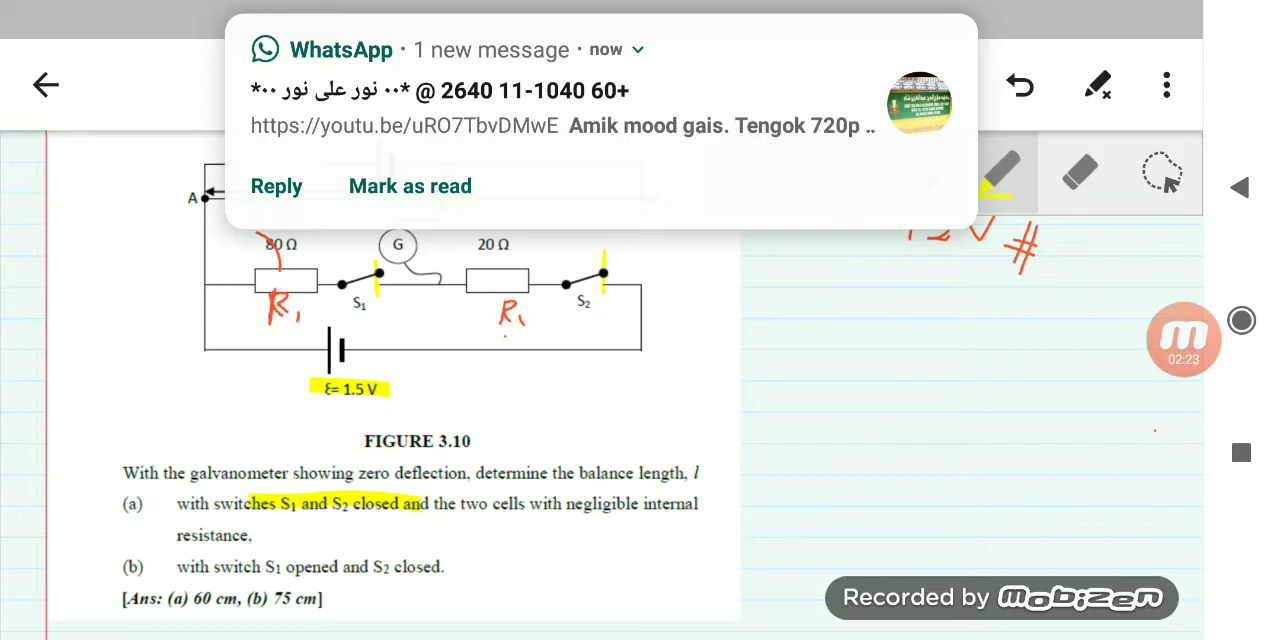 WhatsApp · 1 new message · now
*٠٠ نور على نور ٠٠* @ 2640 11-1040 60+
https://youtu.be/uRO7TbvDMwE Amik mood gais. Tengok 720p ..
Reply Mark as read
A
12V #
80 Ω G 20 Ω
S1 S2
R1 R1
ε= 1.5 V
02:23
FIGURE 3.10
With the galvanometer showing zero deflection, determine the balance length, l
(a) with switches S1 and S2 closed and the two cells with negligible internal
resistance,
(b) with switch S1 opened and S2 closed.
[Ans: (a) 60 cm, (b) 75 cm]
Recorded by mobizen